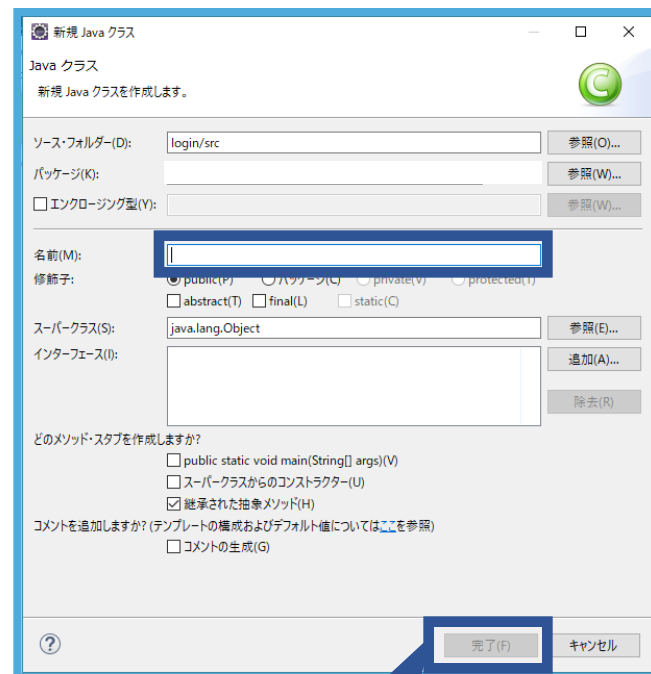 新規 Java クラス
Java クラス
新規 Java クラスを作成します。
C
ソース・フォルダー(D): login/src 参照(O)...
パッケージ(K): 参照(W)...
エンクロージング型(Y): 参照(W)...
名前(M):
修飾子: public(P) パッケージ(C) private(V) protected(T)
abstract(T) final(L) static(C)
スーパークラス(S): java.lang.Object 参照(E)...
インターフェース(I): 追加(A)...
除去(R)
どのメソッド・スタブを作成しますか?
public static void main(String[] args)(V)
スーパークラスからのコンストラクター(U)
継承された抽象メソッド(H)
コメントを追加しますか? (テンプレートの構成およびデフォルト値についてはここを参照)
コメントの生成(G)
? 完了(F) キャンセル